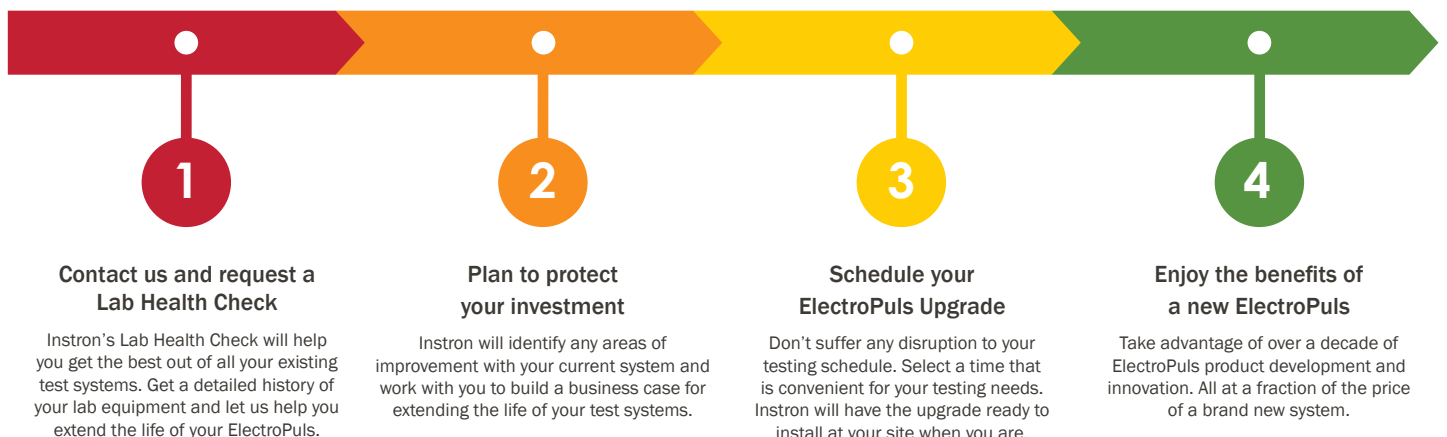 1
Contact us and request a
Lab Health Check
Instron's Lab Health Check will help
you get the best out of all your existing
test systems. Get a detailed history of
your lab equipment and let us help you
extend the life of your ElectroPuls.
2
Plan to protect
your investment
Instron will identify any areas of
improvement with your current system and
work with you to build a business case for
extending the life of your test systems.
3
Schedule your
ElectroPuls Upgrade
Don't suffer any disruption to your
testing schedule. Select a time that
is convenient for your testing needs.
Instron will have the upgrade ready to
install at your site when you are
4
Enjoy the benefits of
a new ElectroPuls
Take advantage of over a decade of
ElectroPuls product development and
innovation. All at a fraction of the price
of a brand new system.